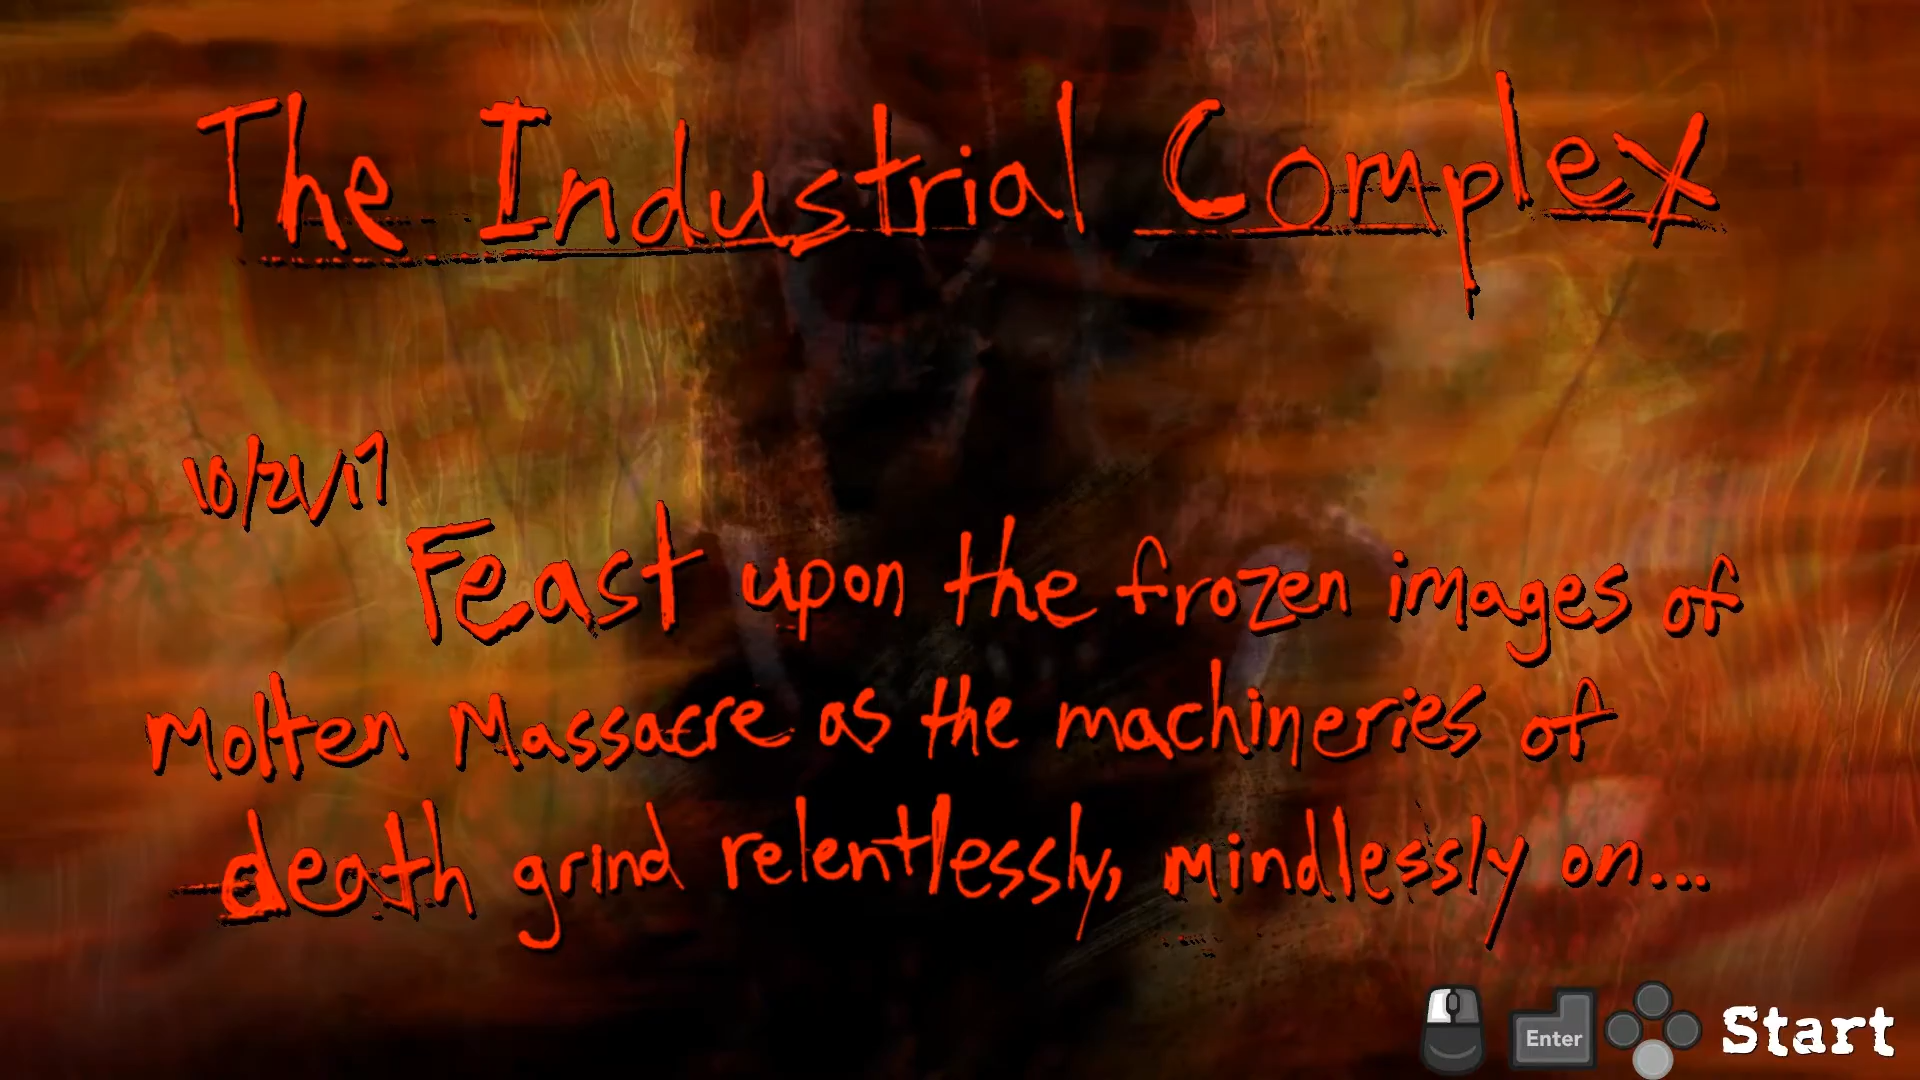 The Industrial Complex
10/21/17
Feast upon the frozen images of
Molten Massacre as the machineries of
death grind relentlessly, mindlessly on...
Enter Start